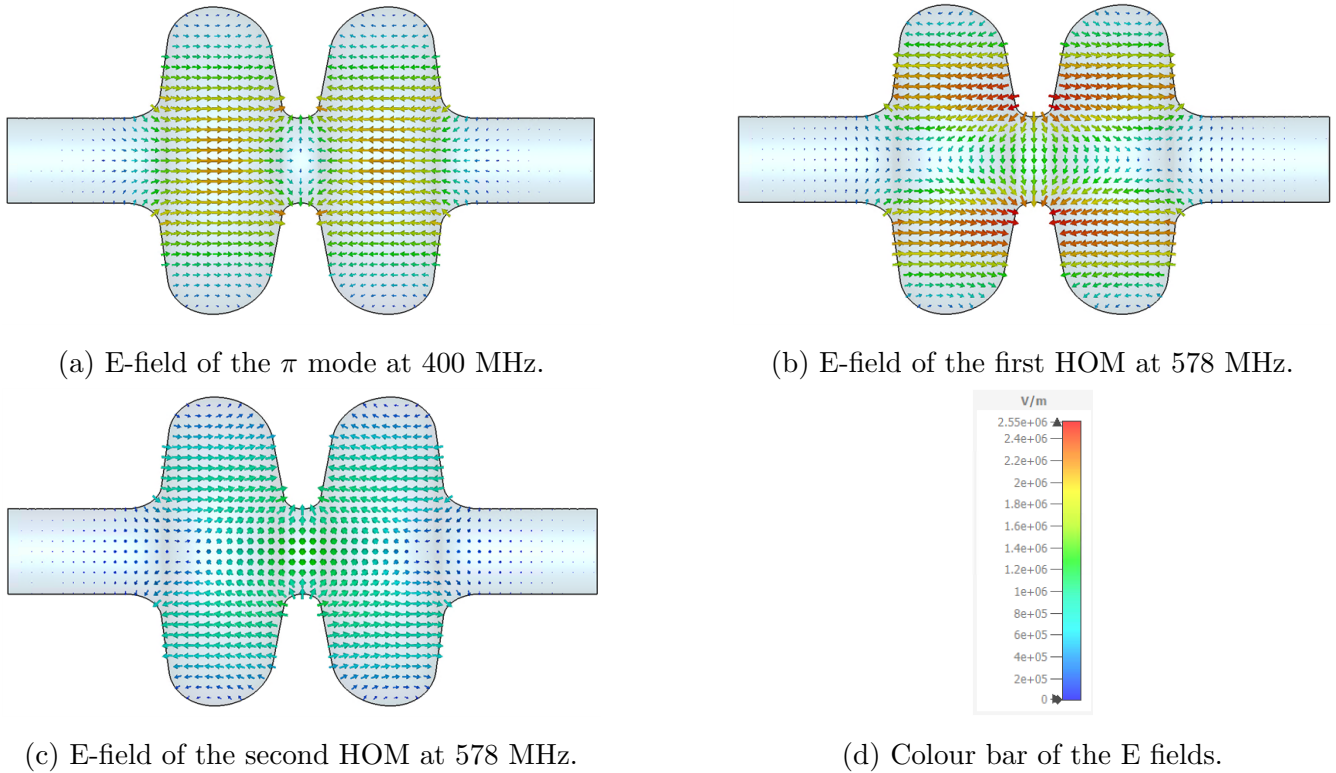 (a) E-field of the π mode at 400 MHz.
(b) E-field of the first HOM at 578 MHz.
V/m
2.55e+06
2.4e+06
2.2e+06
2e+06
1.8e+06
1.6e+06
1.4e+06
1.2e+06
1e+06
8e+05
6e+05
4e+05
2e+05
0
(c) E-field of the second HOM at 578 MHz.
(d) Colour bar of the E fields.